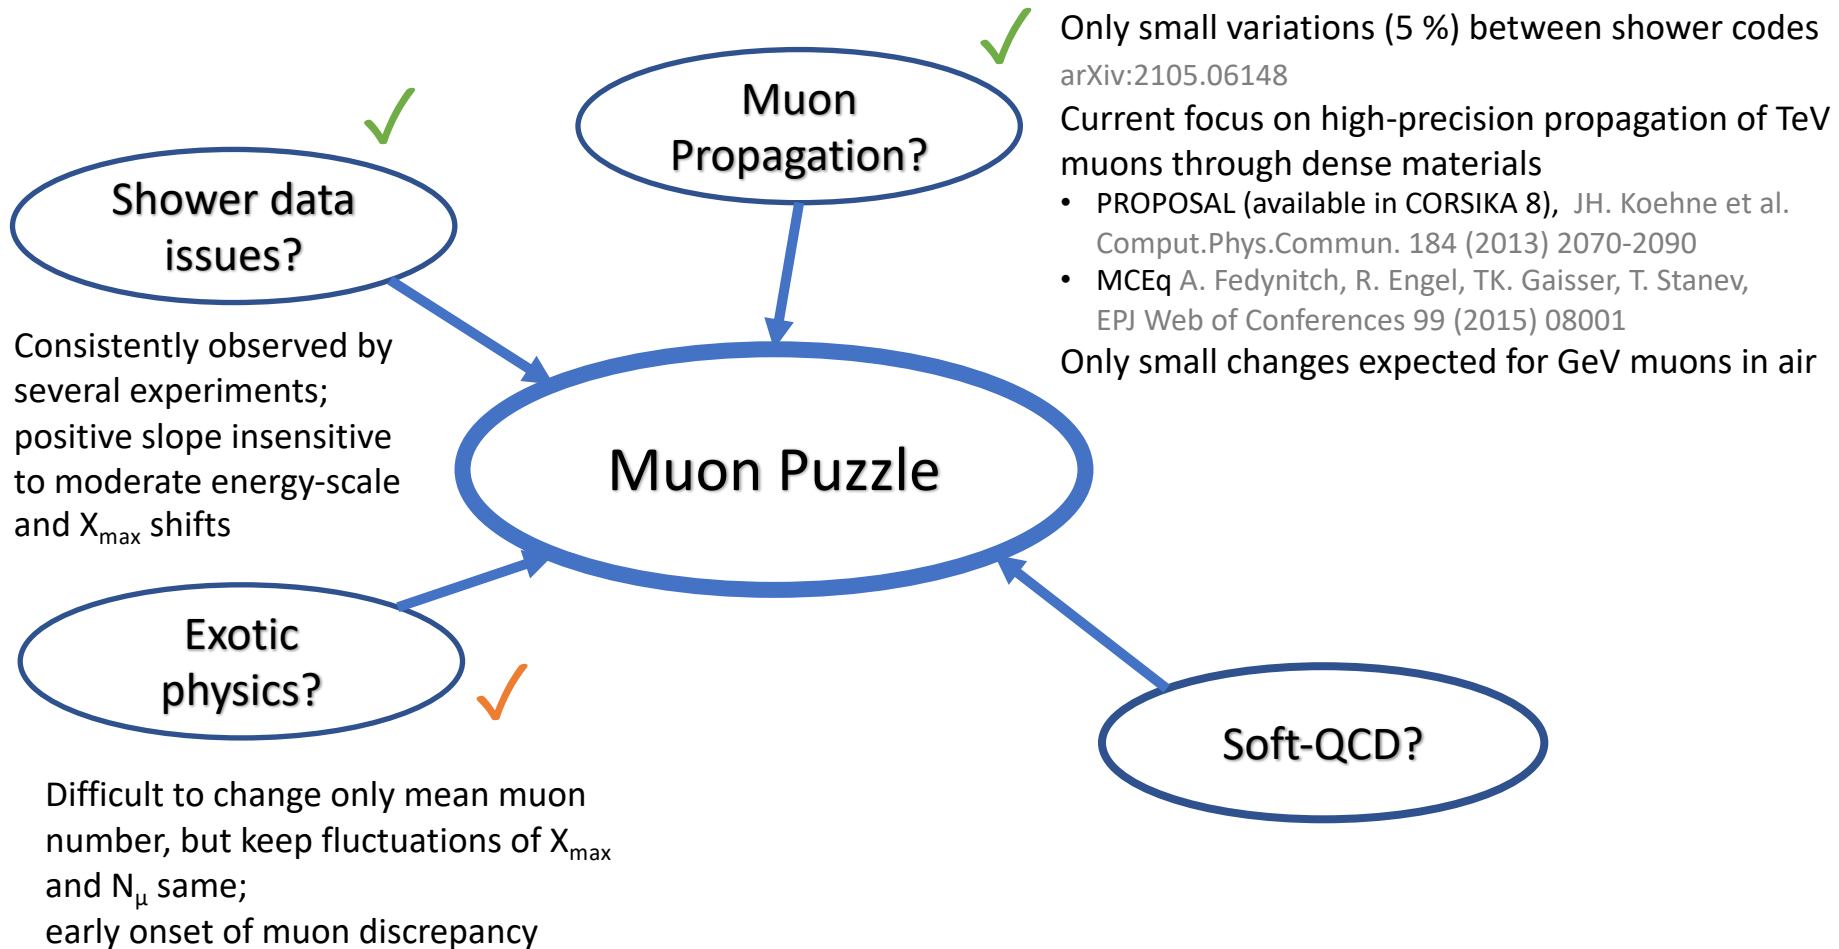 Muon
Propagation?
Only small variations (5 %) between shower codes
arXiv:2105.06148
Current focus on high-precision propagation of TeV
muons through dense materials
• PROPOSAL (available in CORSIKA 8), JH. Koehne et al.
Comput.Phys.Commun. 184 (2013) 2070-2090
• MCEq A. Fedynitch, R. Engel, TK. Gaisser, T. Stanev,
EPJ Web of Conferences 99 (2015) 08001
Only small changes expected for GeV muons in air
Shower data
issues?
Consistently observed by
several experiments;
positive slope insensitive
to moderate energy-scale
and Xmax shifts
Muon Puzzle
Exotic
physics?
Difficult to change only mean muon
number, but keep fluctuations of Xmax
and Nμ same;
early onset of muon discrepancy
Soft-QCD?